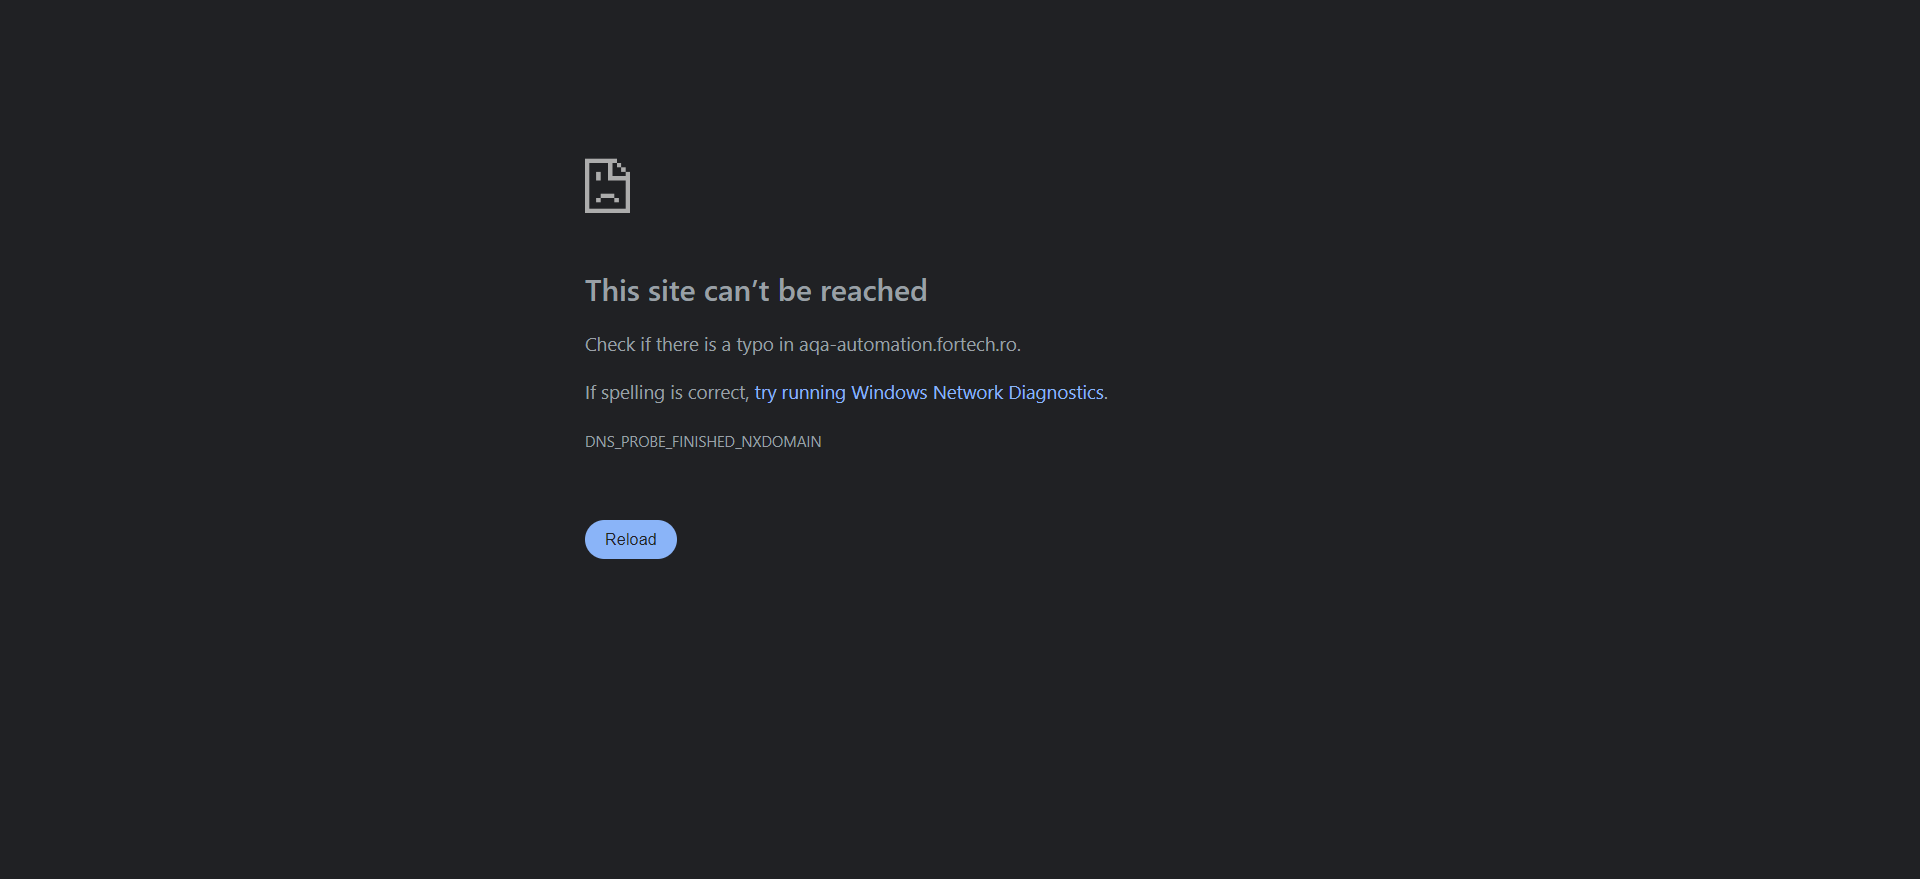 This site can’t be reached
Check if there is a typo in aqa-automation.fortech.ro.
If spelling is correct, try running Windows Network Diagnostics.
DNS_PROBE_FINISHED_NXDOMAIN
Reload